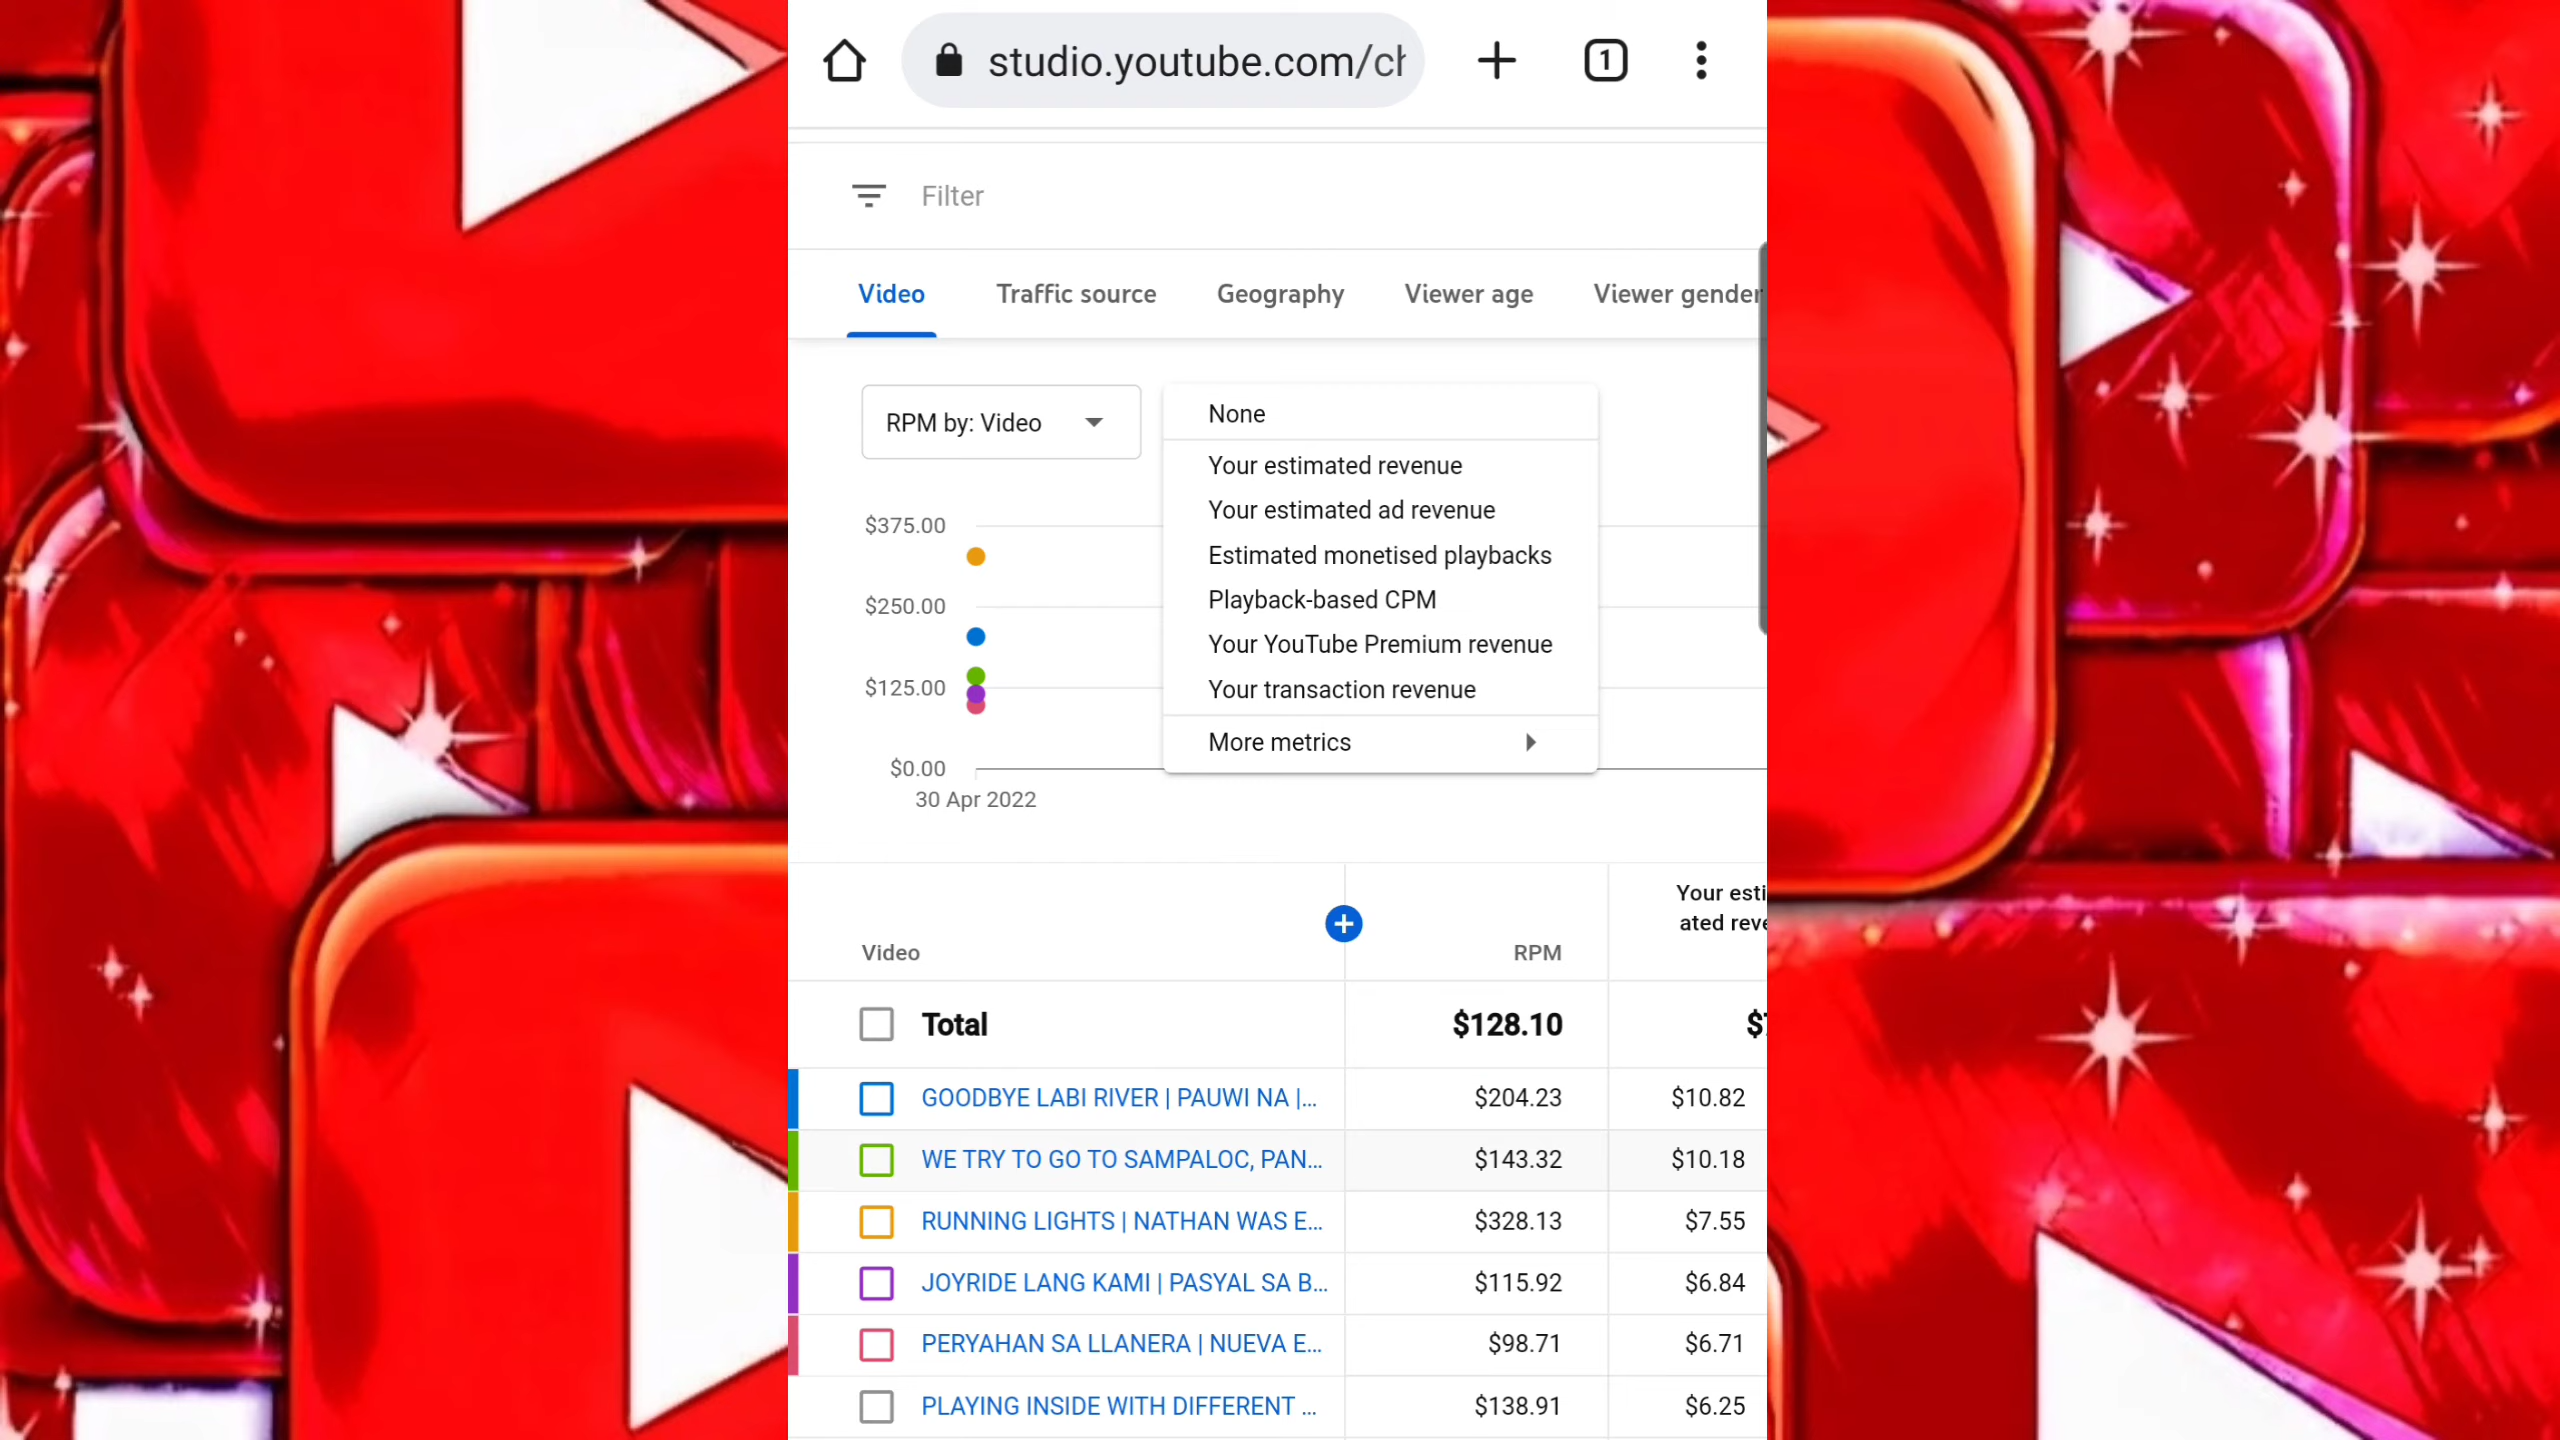 studio.youtube.com/ch
1
Filter
Video
Traffic source
Geography
Viewer age
Viewer gender
RPM by: Video
None
Your estimated revenue
Your estimated ad revenue
Estimated monetised playbacks
Playback-based CPM
Your YouTube Premium revenue
Your transaction revenue
More metrics
$375.00
$250.00
$125.00
$0.00
30 Apr 2022
Video
RPM
Your esti
ated reve
Total
$128.10
GOODBYE LABI RIVER | PAUWI NA |...
$204.23
$10.82
WE TRY TO GO TO SAMPALOC, PAN...
$143.32
$10.18
RUNNING LIGHTS | NATHAN WAS E...
$328.13
$7.55
JOYRIDE LANG KAMI | PASYAL SA B...
$115.92
$6.84
PERYAHAN SA LLANERA | NUEVA E...
$98.71
$6.71
PLAYING INSIDE WITH DIFFERENT ...
$138.91
$6.25